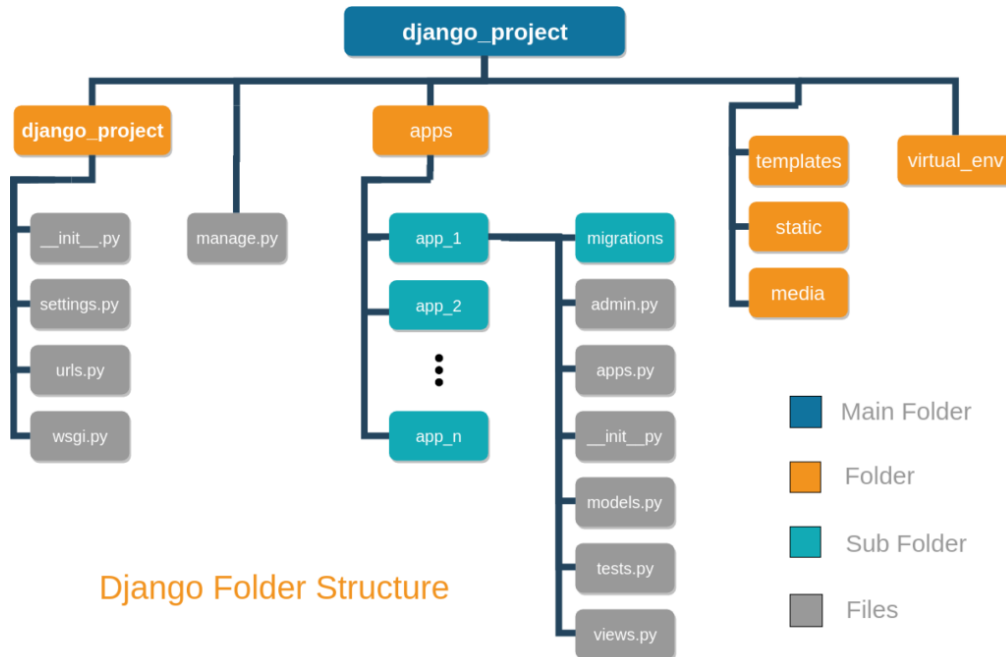 django_project
django_project
apps
templates
virtual_env
static
media
__init__.py
manage.py
app_1
migrations
settings.py
app_2
admin.py
urls.py
apps.py
wsgi.py
app_n
__init__py
models.py
tests.py
views.py
Main Folder
Folder
Sub Folder
Files
Django Folder Structure